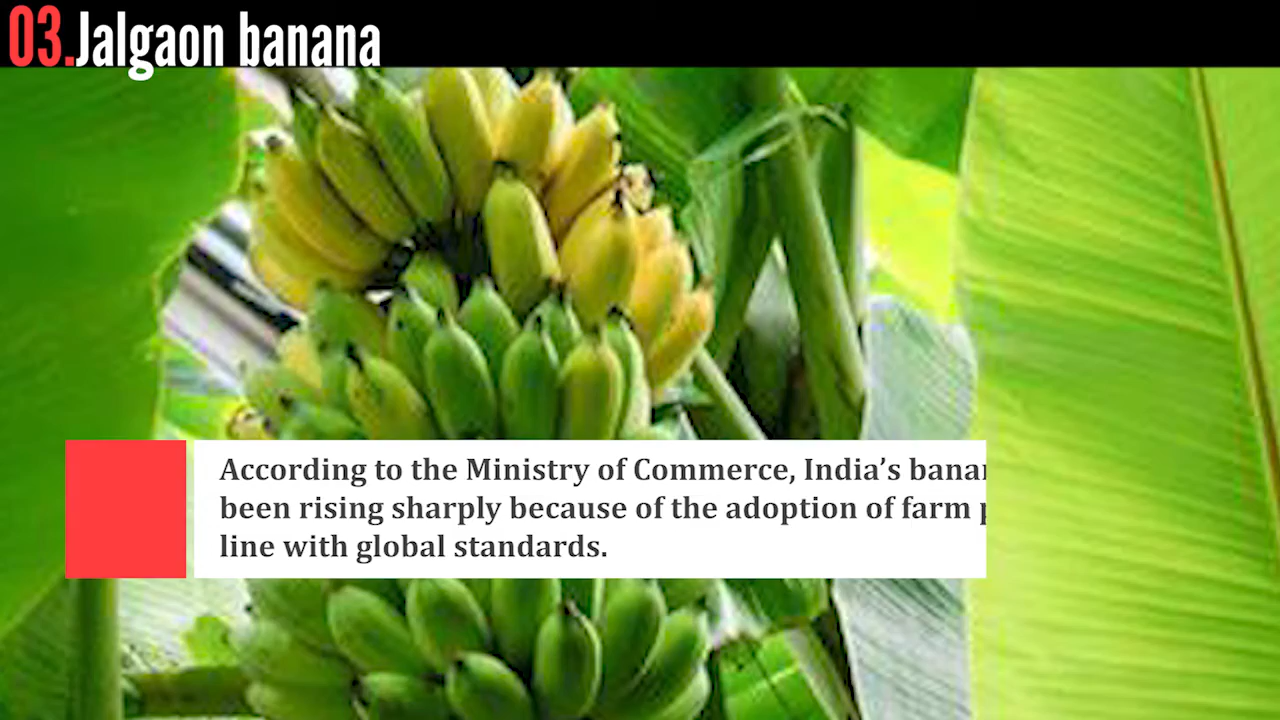 03.Jalgaon banana
According to the Ministry of Commerce, India’s
been rising sharply because of the adoption of farm
line with global standards.